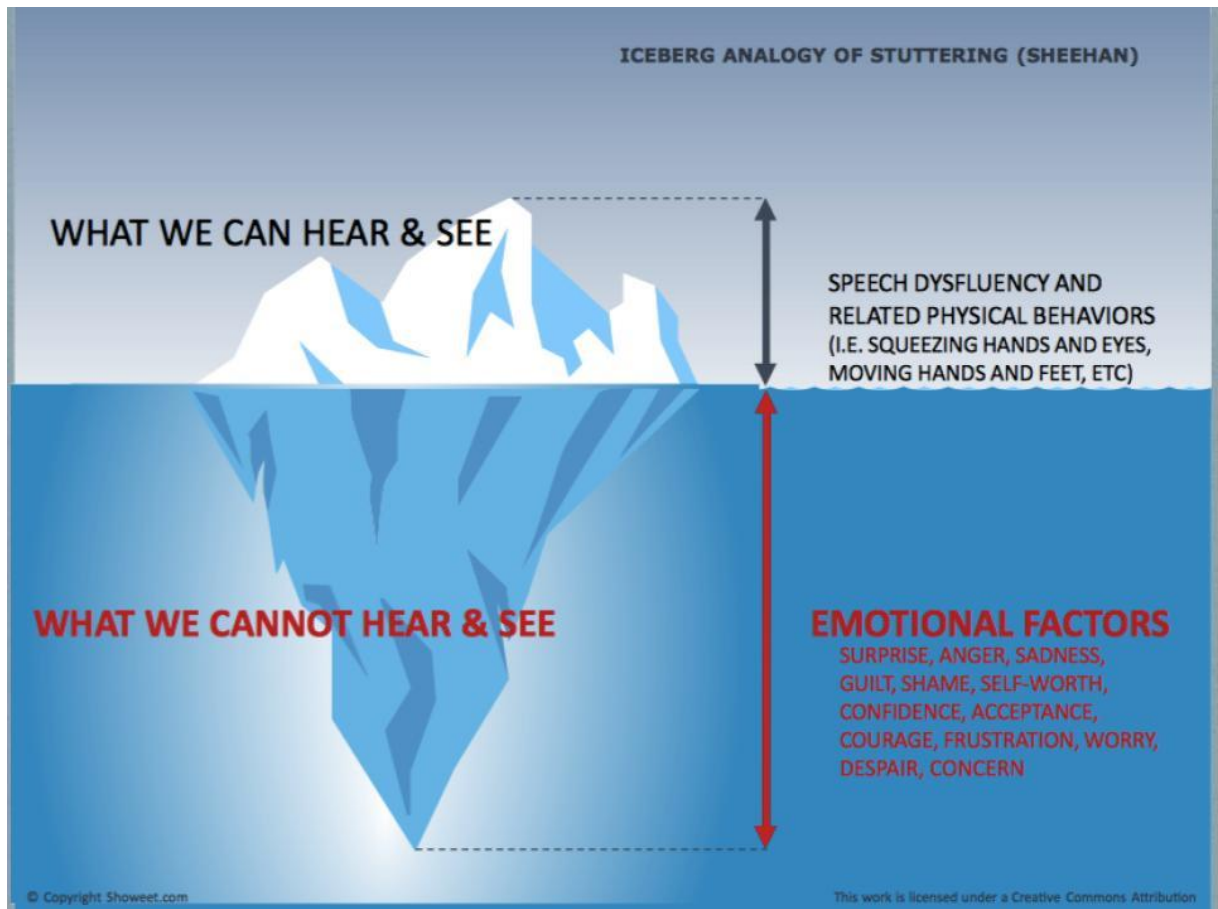 ICEBERG ANALOGY OF STUTTERING (SHEEHAN)
WHAT WE CAN HEAR & SEE
SPEECH DYSFLUENCY AND
RELATED PHYSICAL BEHAVIORS
(I.E. SQUEEZING HANDS AND EYES,
MOVING HANDS AND FEET, ETC)
WHAT WE CANNOT HEAR & SEE
EMOTIONAL FACTORS
SURPRISE, ANGER, SADNESS,
GUILT, SHAME, SELF-WORTH,
CONFIDENCE, ACCEPTANCE,
COURAGE, FRUSTRATION, WORRY,
DESPAIR, CONCERN
© Copyright Showeet.com
This work is licensed under a Creative Commons Attribution